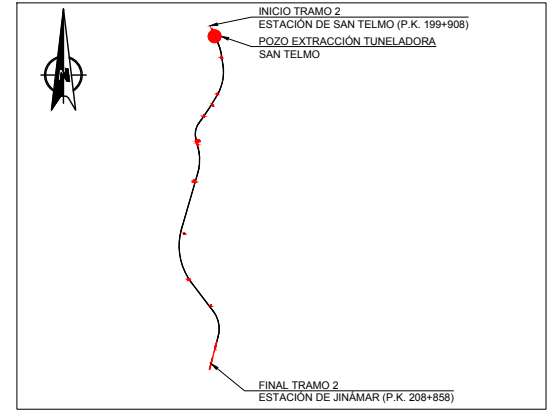 INICIO TRAMO 2
ESTACIÓN DE SAN TELMO (P.K. 199+908)
POZO EXTRACCIÓN TUNELADORA
SAN TELMO
N
FINAL TRAMO 2
ESTACIÓN DE JINÁMAR (P.K. 208+858)